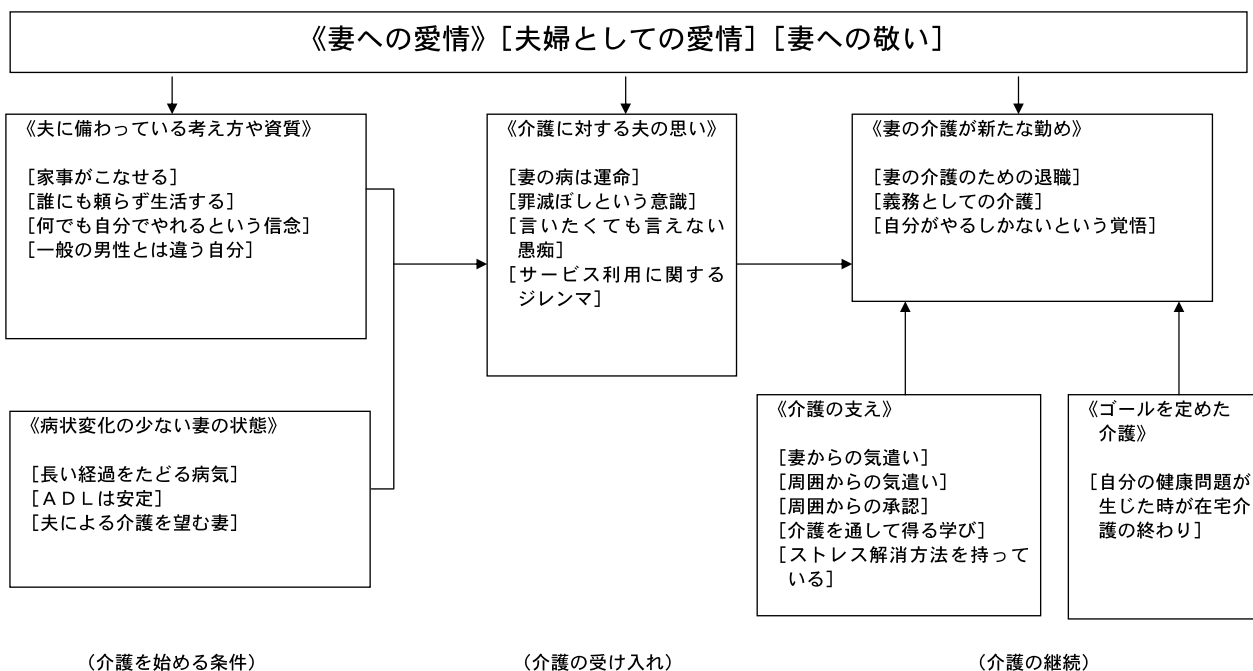 《妻への愛情》[夫婦としての愛情] [妻への敬い]
《夫に備わっている考え方や資質》
[家事がこなせる]
[誰にも頼らず生活する]
[何でも自分でやれるという信念]
[一般の男性とは違う自分]
《病状変化の少ない妻の状態》
[長い経過をたどる病気]
[ＡＤＬは安定]
[夫による介護を望む妻]
《介護に対する夫の思い》
[妻の病は運命]
[罪滅ぼしという意識]
[言いたくても言えない
愚痴]
[サービス利用に関する
ジレンマ]
《妻の介護が新たな勤め》
[妻の介護のための退職]
[義務としての介護]
[自分がやるしかないという覚悟]
《介護の支え》
[妻からの気遣い]
[周囲からの気遣い]
[周囲からの承認]
[介護を通して得る学び]
[ストレス解消方法を持って
いる]
《ゴールを定めた
介護》
[自分の健康問題が
生じた時が在宅介
護の終わり]
（介護を始める条件）
（介護の受け入れ）
（介護の継続）